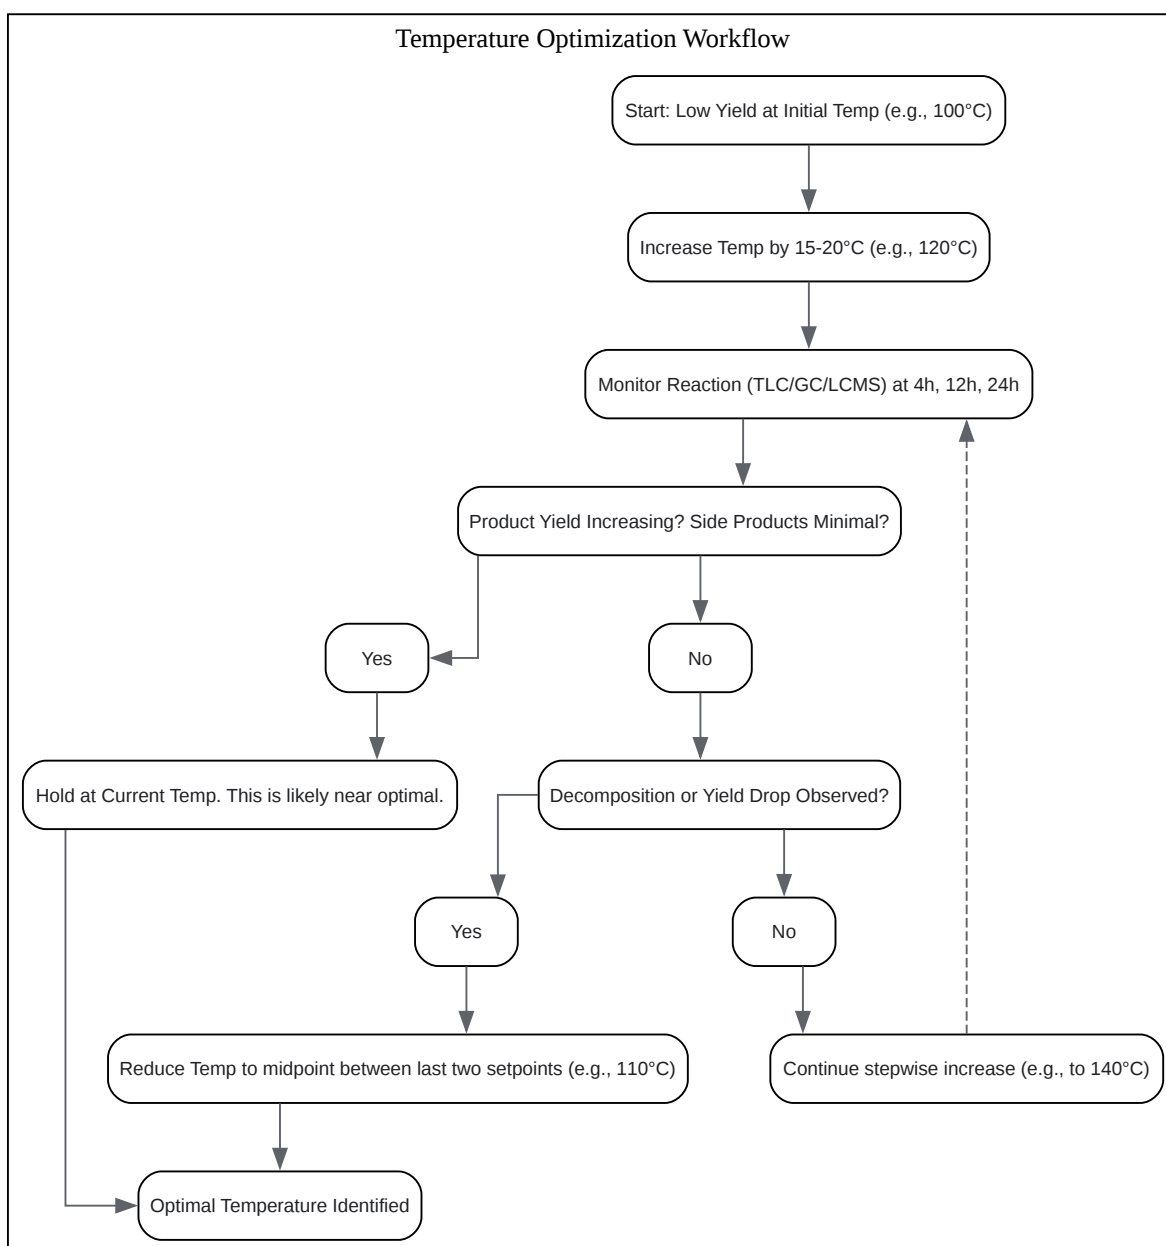 Temperature Optimization Workflow
Start: Low Yield at Initial Temp (e.g., 100°C)
Increase Temp by 15-20°C (e.g., 120°C)
Monitor Reaction (TLC/GC/LCMS) at 4h, 12h, 24h
Product Yield Increasing? Side Products Minimal?
Yes
No
Hold at Current Temp. This is likely near optimal.
Decomposition or Yield Drop Observed?
Yes
No
Reduce Temp to midpoint between last two setpoints (e.g., 110°C)
Continue stepwise increase (e.g., to 140°C)
Optimal Temperature Identified